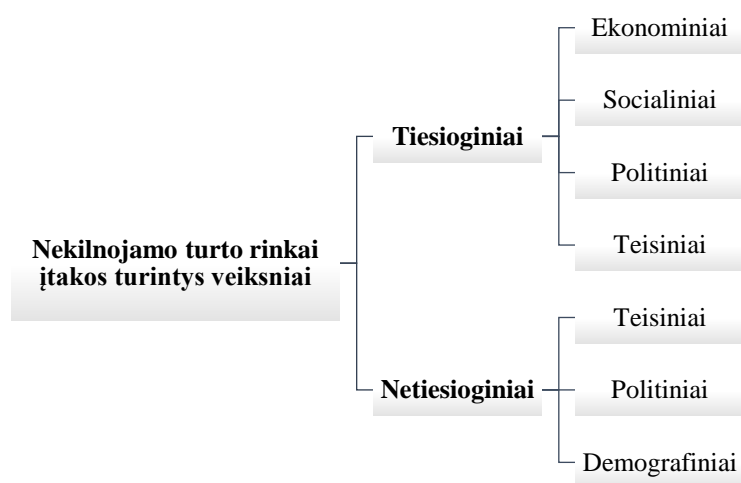 Nekilnojamo turto rinkai
įtakos turintys veiksniai
Tiesioginiai
Ekonominiai
Socialiniai
Politiniai
Teisiniai
Netiesioginiai
Teisiniai
Politiniai
Demografiniai